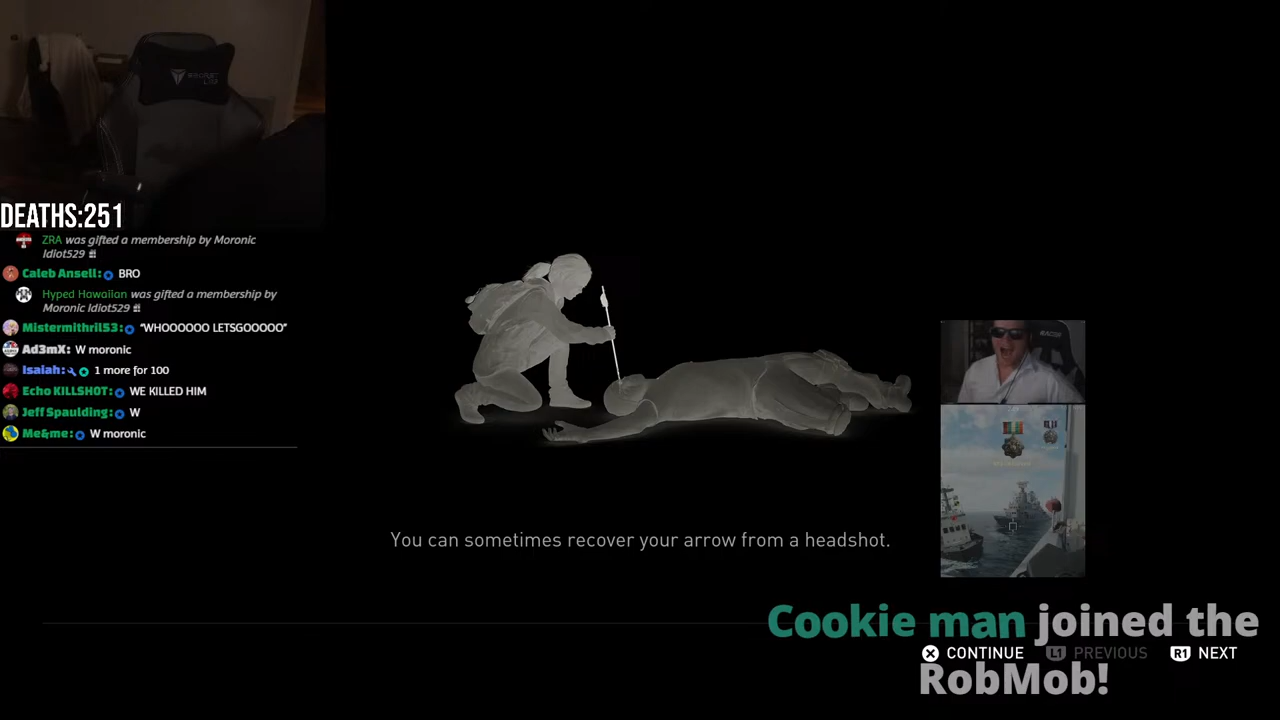 DEATHS:251
ZRA was gifted a membership by Moronic
Idiot529
Caleb Ansell: BRO
Hyped Hawaiian was gifted a membership by
Moronic Idiot529
Mistermithril53: "WHOOOOOO LETSGOOOOO"
Ad3mX: W moronic
Isaiah: 1 more for 100
Echo KILLSHOT: WE KILLED HIM
Jeff Spaulding: W
Me&me: W moronic
You can sometimes recover your arrow from a headshot.
Cookie man joined the
CONTINUE L1 PREVIOUS R1 NEXT
RobMob!